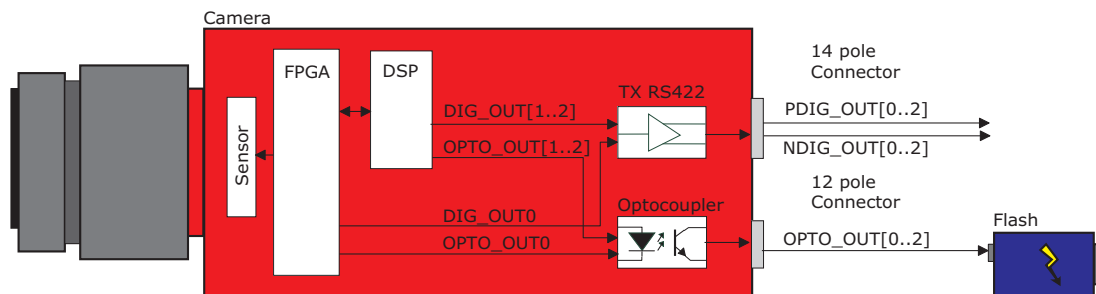 Camera
14 pole
Connector
FPGA
DSP
TX RS422
DIG_OUT[1..2]
PDIG_OUT[0..2]
OPTO_OUT[1..2]
NDIG_OUT[0..2]
Sensor
12 pole
Connector
Optocoupler
DIG_OUT0
Flash
OPTO_OUT0
OPTO_OUT[0..2]